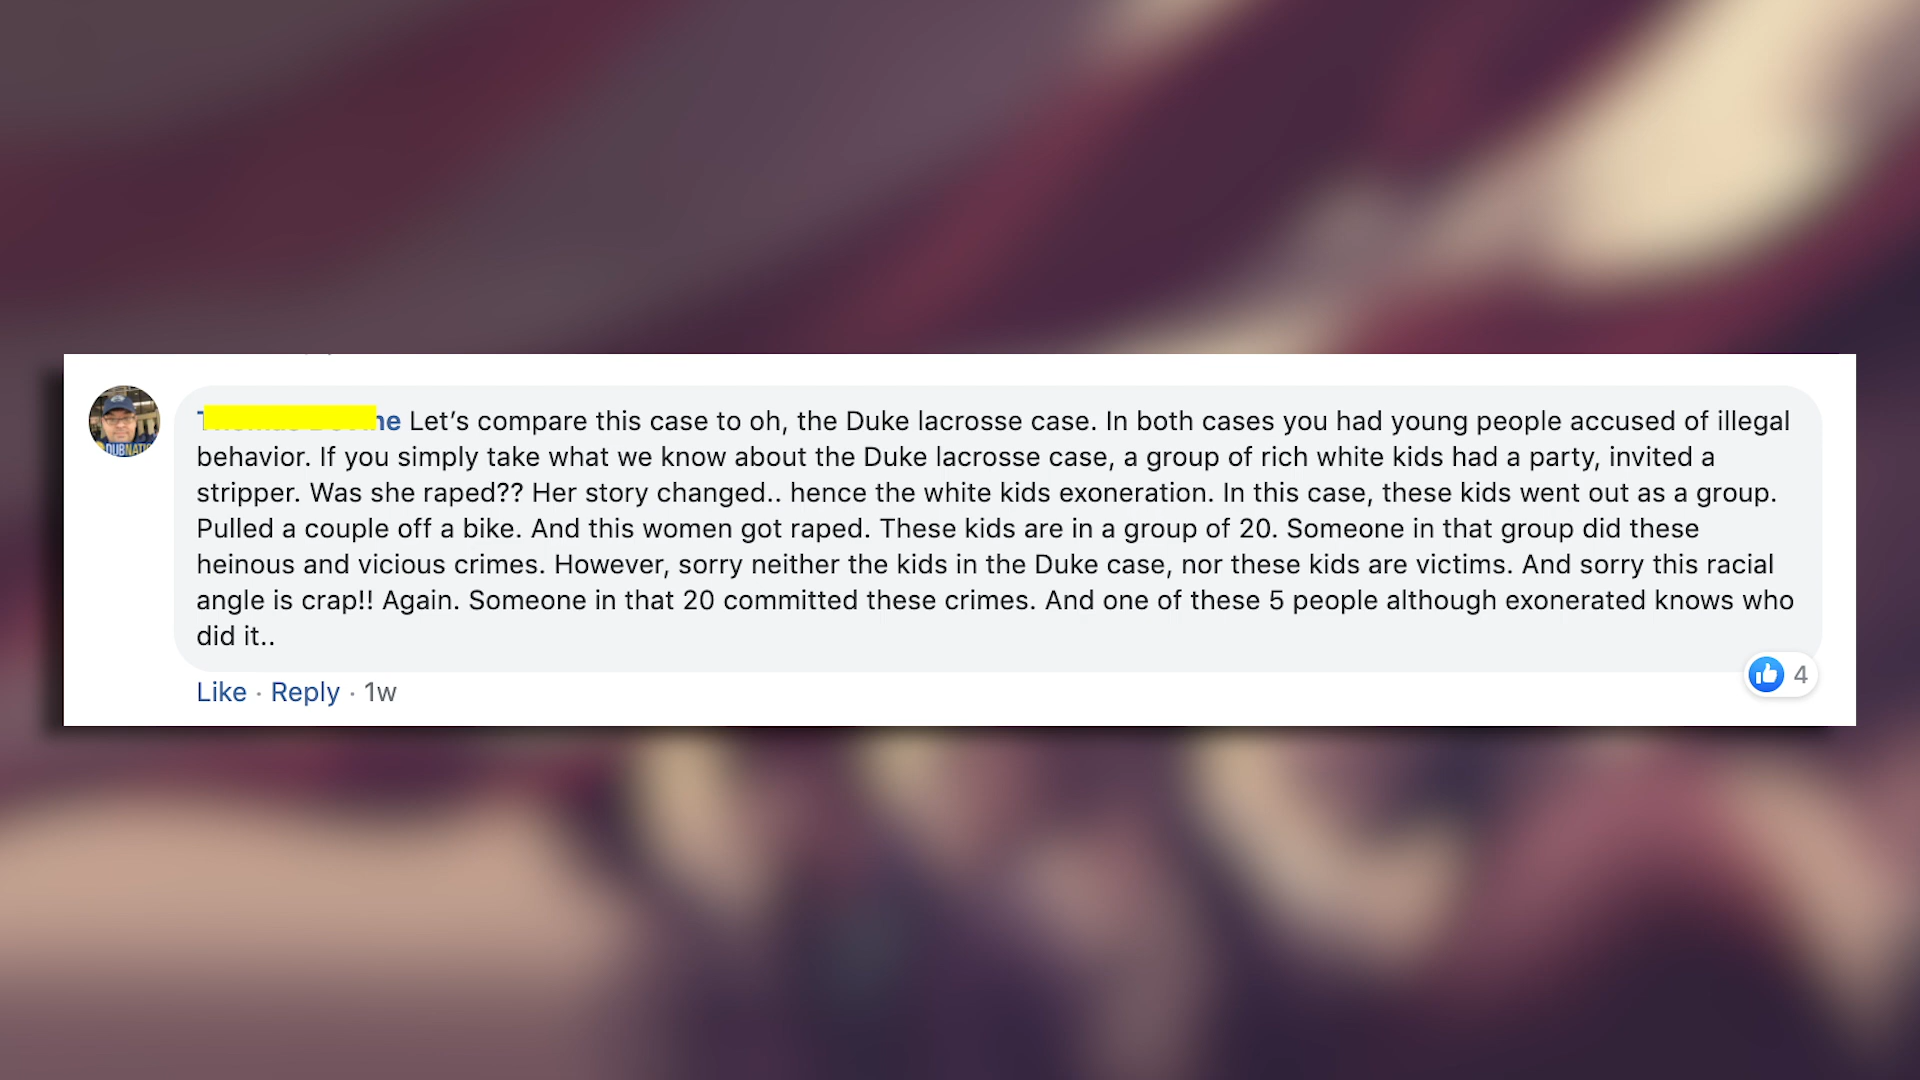 Let’s compare this case to oh, the Duke lacrosse case. In both cases you had young people accused of illegal
behavior. If you simply take what we know about the Duke lacrosse case, a group of rich white kids had a party, invited a
stripper. Was she raped?? Her story changed.. hence the white kids exoneration. In this case, these kids went out as a group.
Pulled a couple off a bike. And this women got raped. These kids are in a group of 20. Someone in that group did these
heinous and vicious crimes. However, sorry neither the kids in the Duke case, nor these kids are victims. And sorry this racial
angle is crap!! Again. Someone in that 20 committed these crimes. And one of these 5 people although exonerated knows who
did it..
Like · Reply · 1w
4